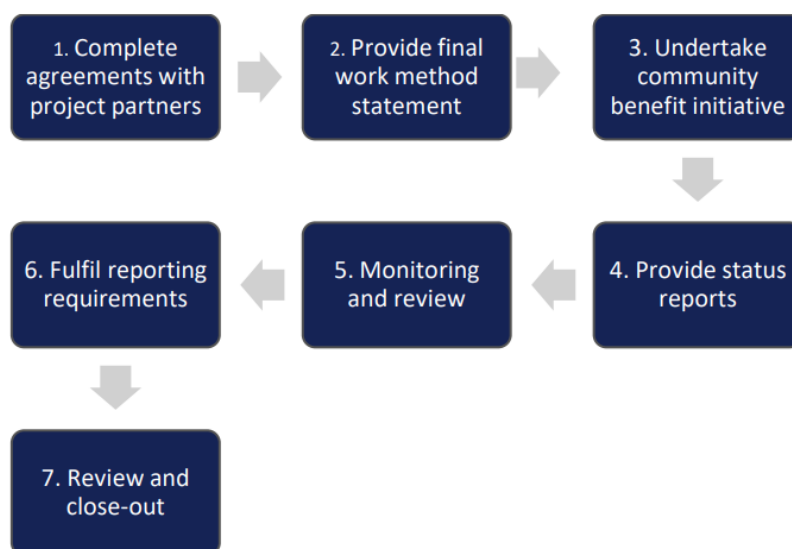 1. Complete
agreements with
project partners
2. Provide final
work method
statement
3. Undertake
community
benefit initiative
4. Provide status
reports
5. Monitoring
and review
6. Fulfil reporting
requirements
7. Review and
close-out